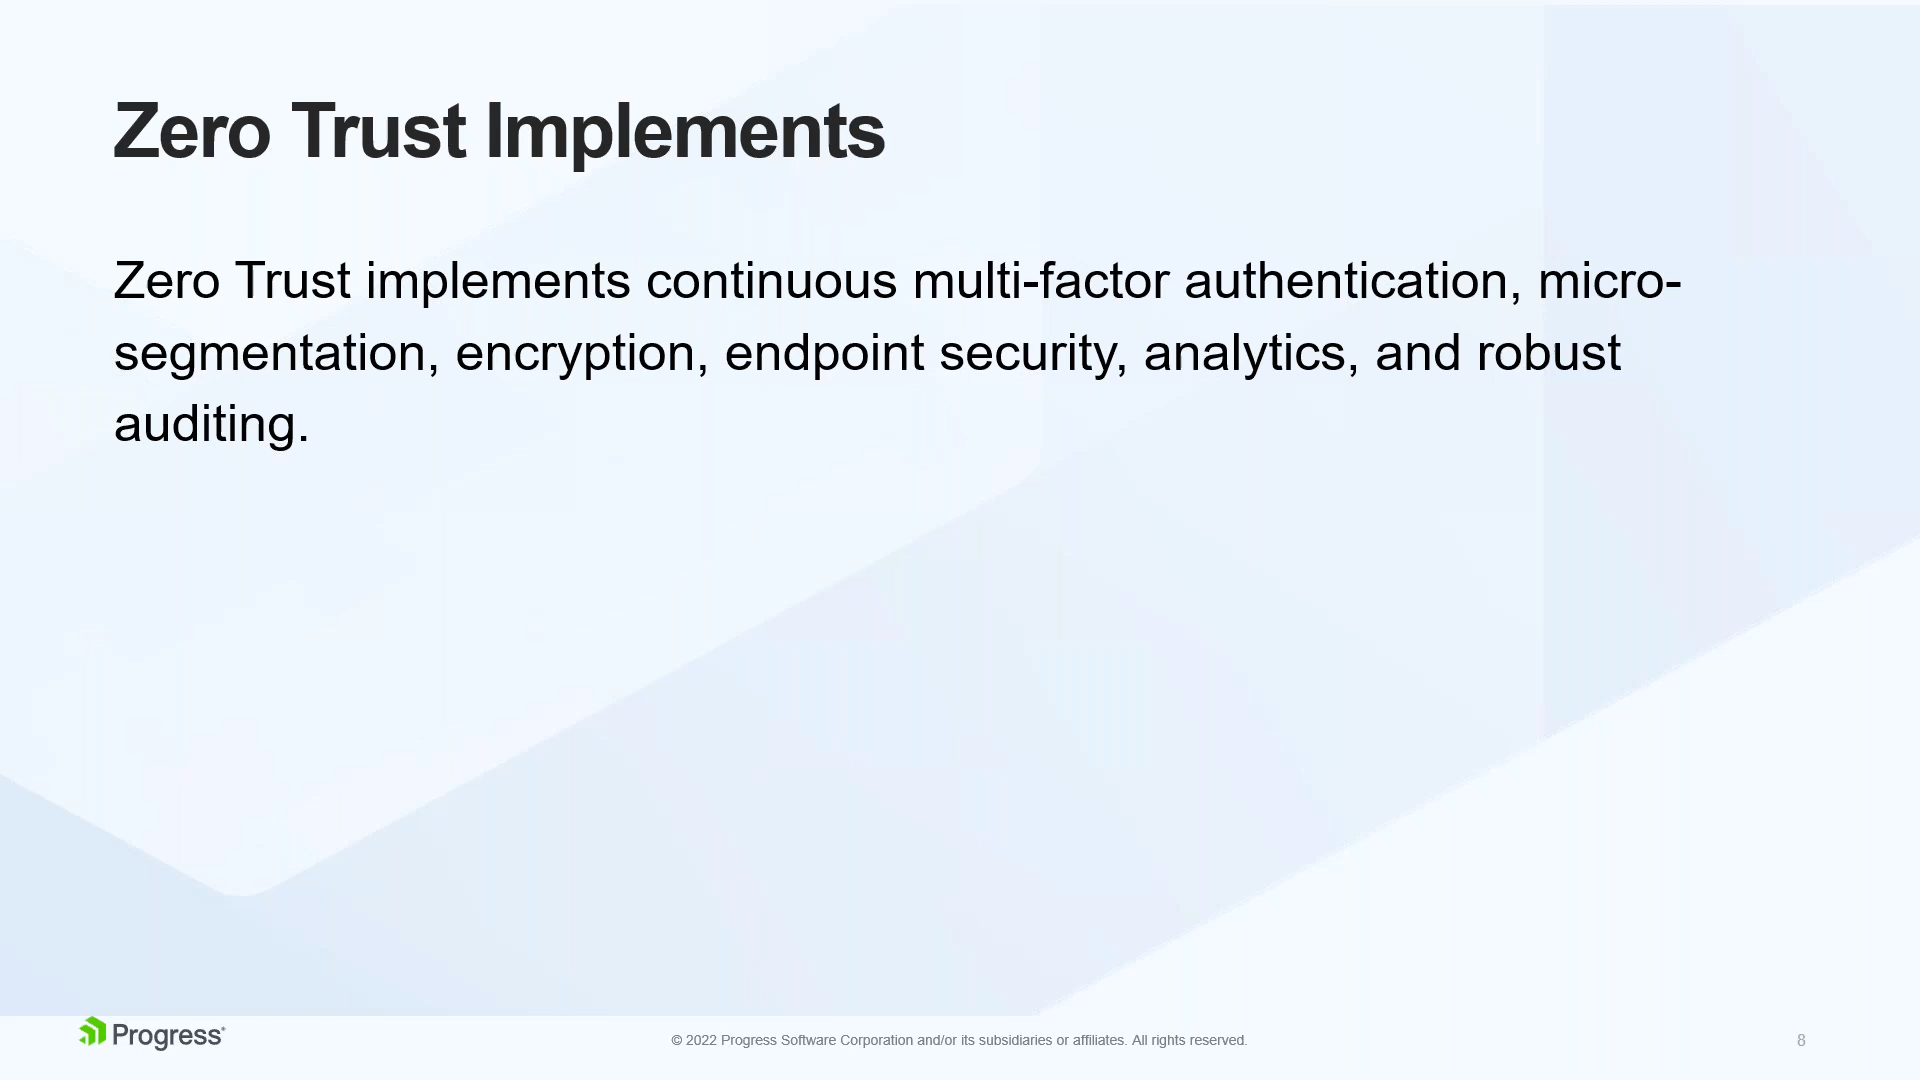 Zero Trust Implements
Zero Trust implements continuous multi-factor authentication, micro-
segmentation, encryption, endpoint security, analytics, and robust
auditing.
Progress®
© 2022 Progress Software Corporation and/or its subsidiaries or affiliates. All rights reserved.
8